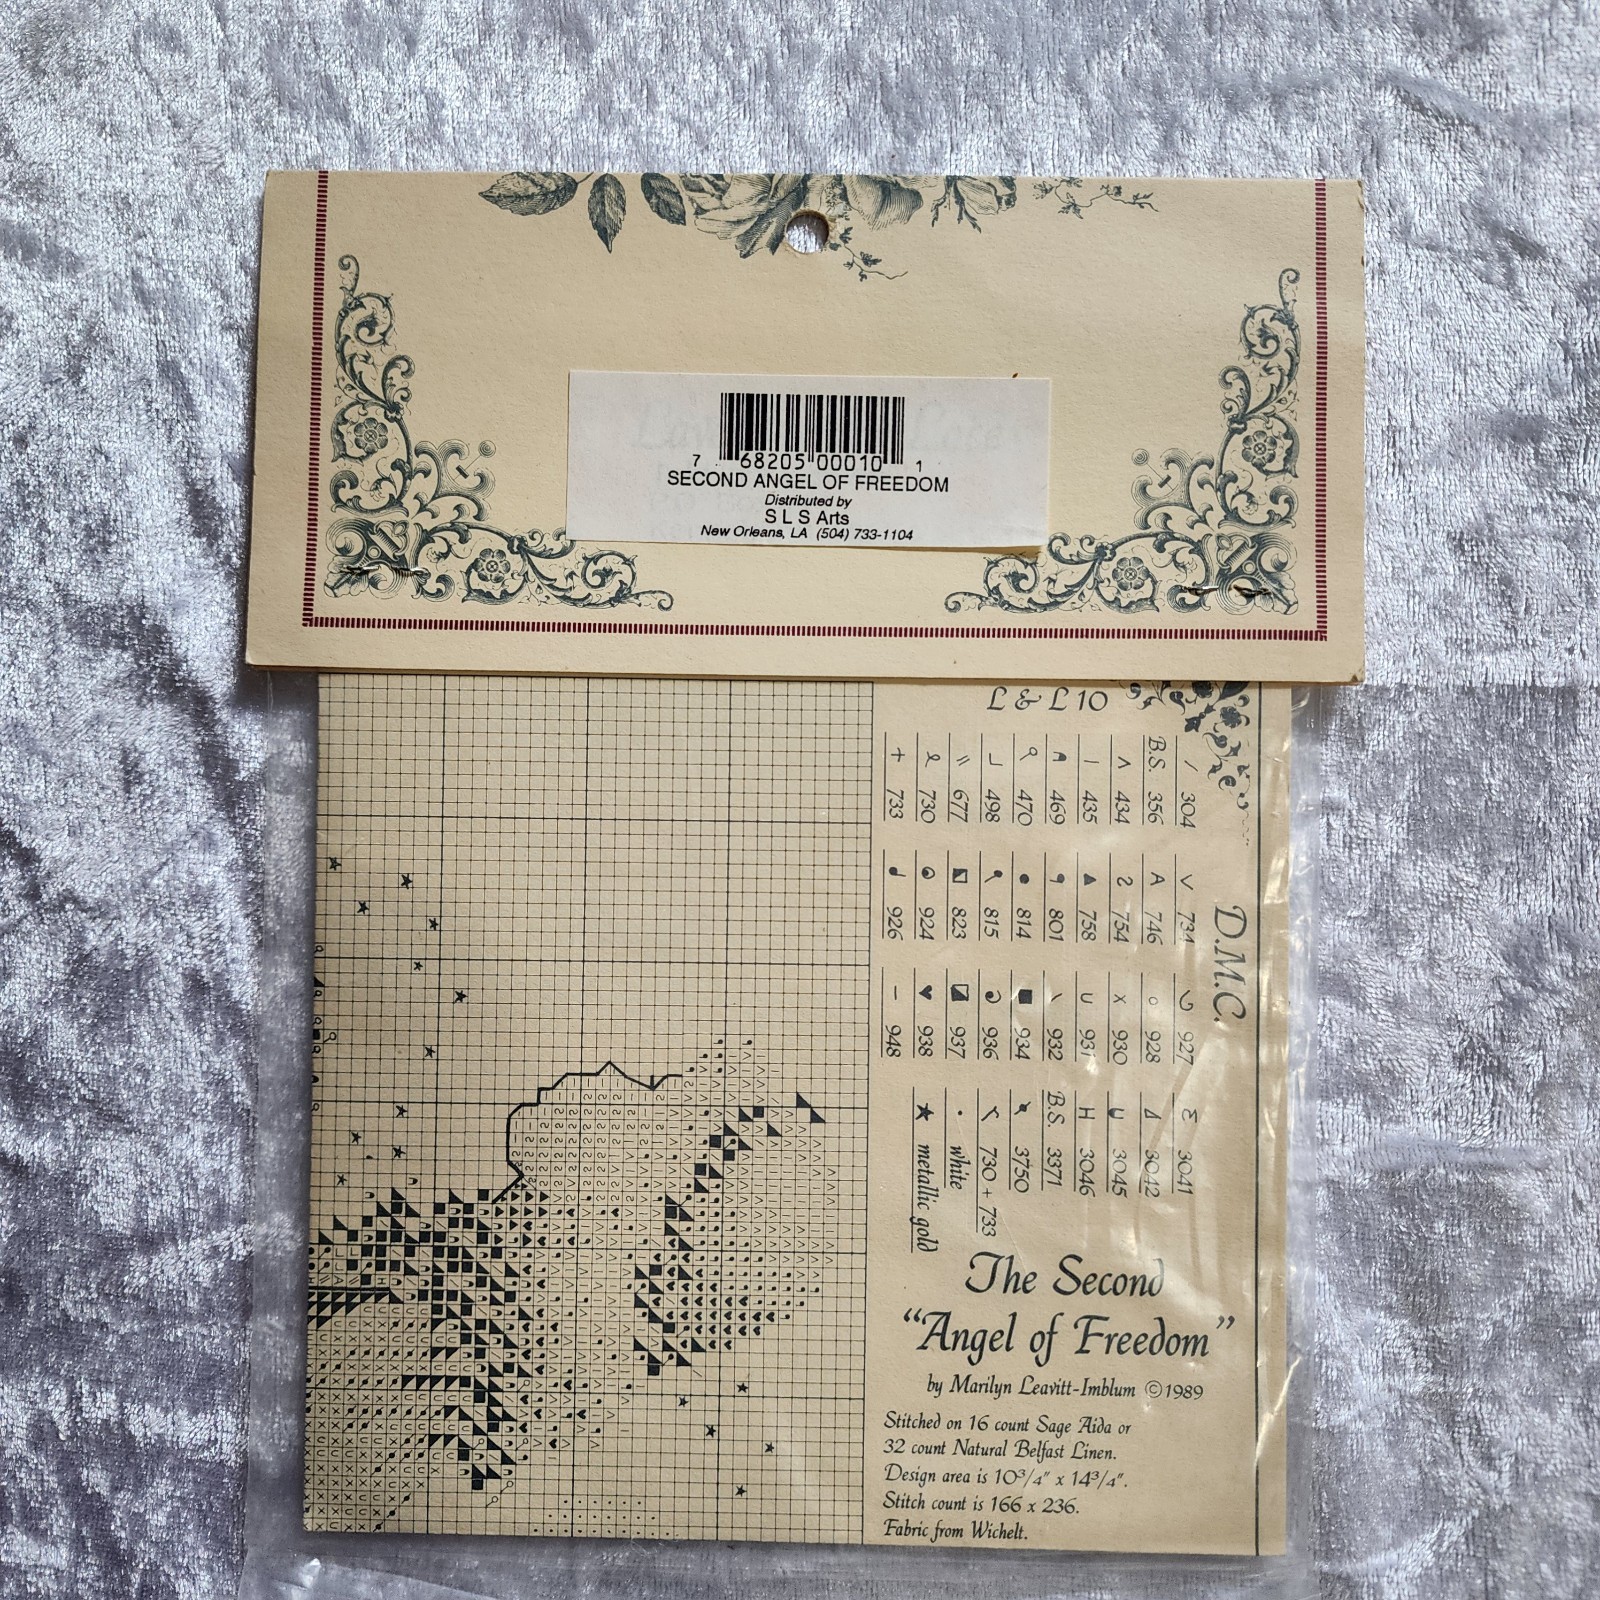 7 68205 00010 1
SECOND ANGEL OF FREEDOM
Distributed by
S L S Arts
New Orleans, LA (504) 733-1104
L & L 10
D.M.C.
/ 304
B.S. 356
434
435
469
470
498
677
730
+ 733
734
746
754
758
801
814
815
823
924
926
927
928
x 930
931
932
934
936
937
♥ 938
– 948
3041
3042
3045
H 3046
B.S. 3371
3750
730 + 733
• white
★ metallic gold
The Second
“Angel of Freedom”
by Marilyn Leavitt-Imblum ©1989
Stitched on 16 count Sage Aida or
32 count Natural Belfast Linen.
Design area is 10³/₄" x 14³/₄".
Stitch count is 166 x 236.
Fabric from Wichelt.